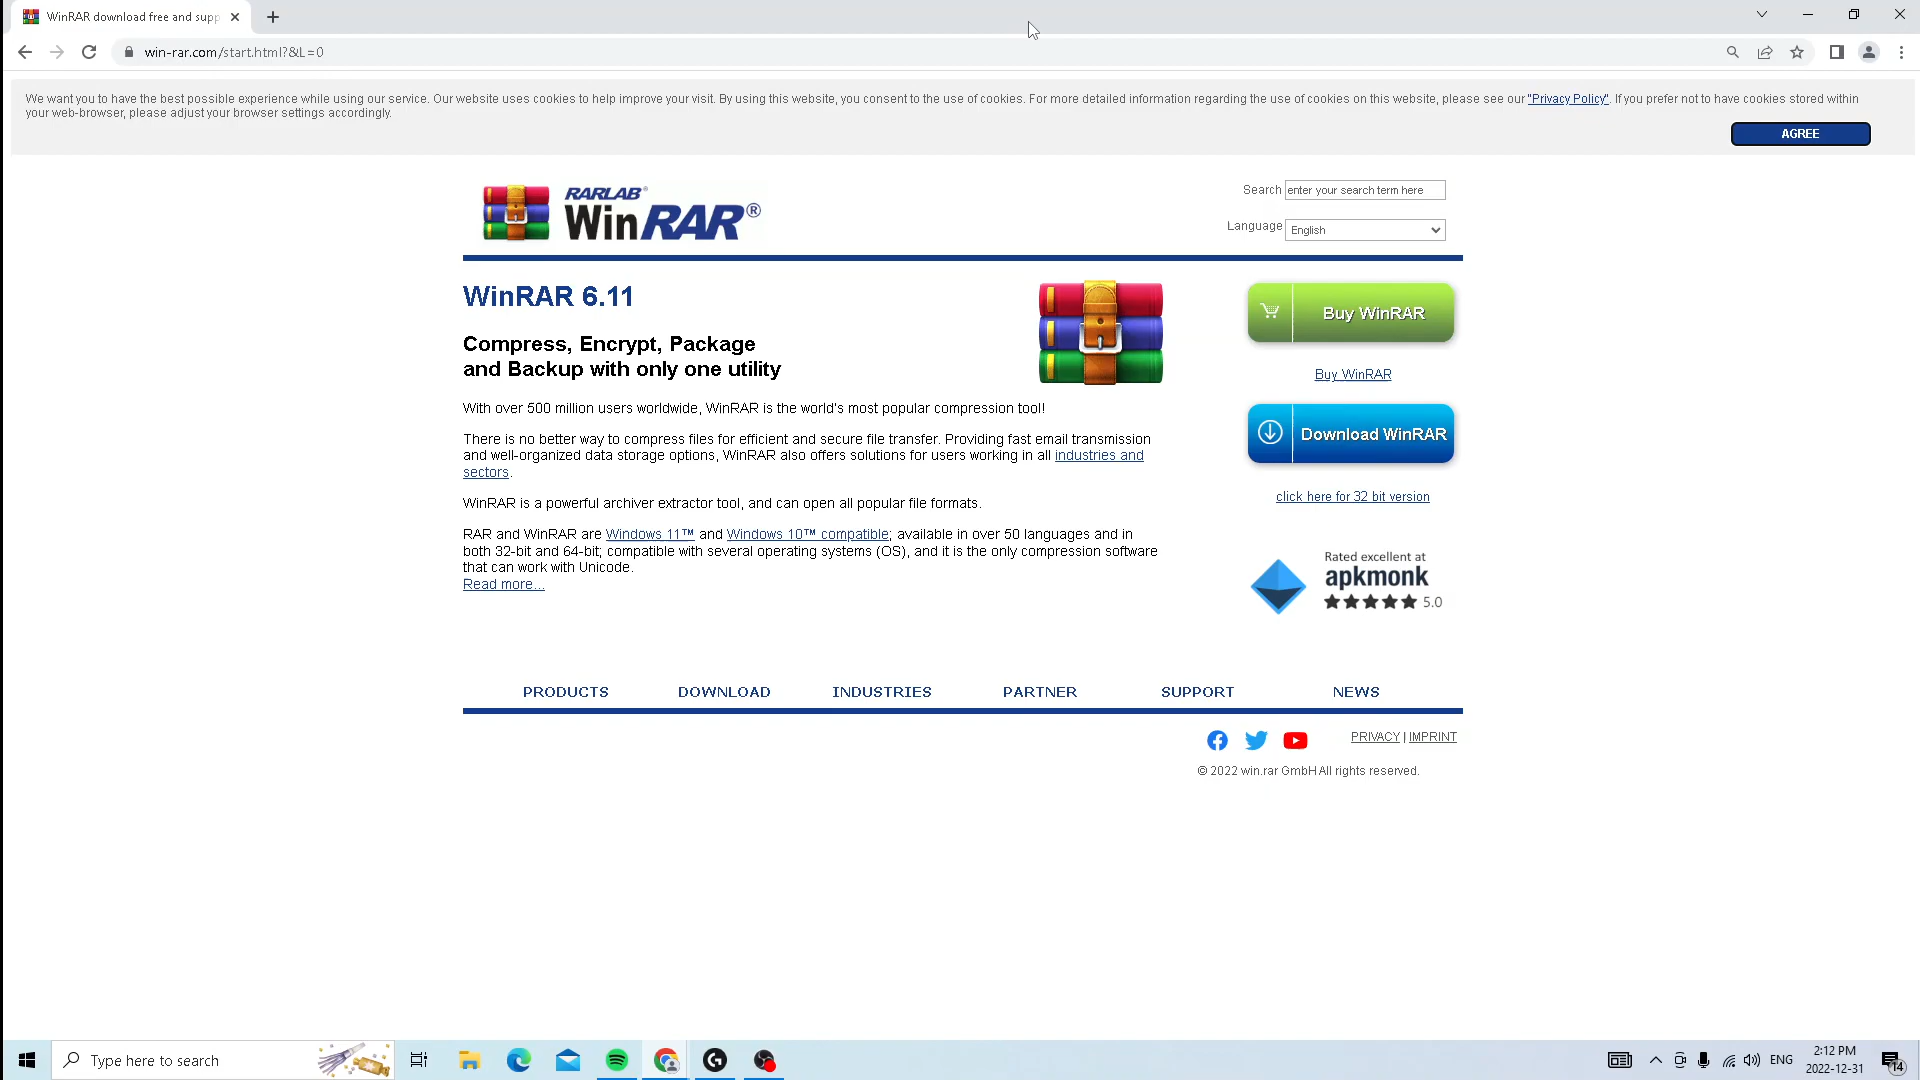 WinRAR download free and supp
win-rar.com/start.html?&L=0
We want you to have the best possible experience while using our service. Our website uses cookies to help improve your visit. By using this website, you consent to the use of cookies. For more detailed information regarding the use of cookies on this website, please see our "Privacy Policy". If you prefer not to have cookies stored within
your web-browser, please adjust your browser settings accordingly.
AGREE
RARLAB®
WinRAR®
Search enter your search term here
Language English
WinRAR 6.11
Compress, Encrypt, Package
and Backup with only one utility
With over 500 million users worldwide, WinRAR is the world's most popular compression tool!
There is no better way to compress files for efficient and secure file transfer. Providing fast email transmission
and well-organized data storage options, WinRAR also offers solutions for users working in all industries and
sectors.
WinRAR is a powerful archiver extractor tool, and can open all popular file formats.
RAR and WinRAR are Windows 11™ and Windows 10™ compatible; available in over 50 languages and in
both 32-bit and 64-bit; compatible with several operating systems (OS), and it is the only compression software
that can work with Unicode.
Read more...
Buy WinRAR
Buy WinRAR
Download WinRAR
click here for 32 bit version
Rated excellent at
apkmonk
5.0
PRODUCTS DOWNLOAD INDUSTRIES PARTNER SUPPORT NEWS
PRIVACY | IMPRINT
© 2022 win.rar GmbH All rights reserved.
Type here to search
ENG
2:12 PM
2022-12-31
14